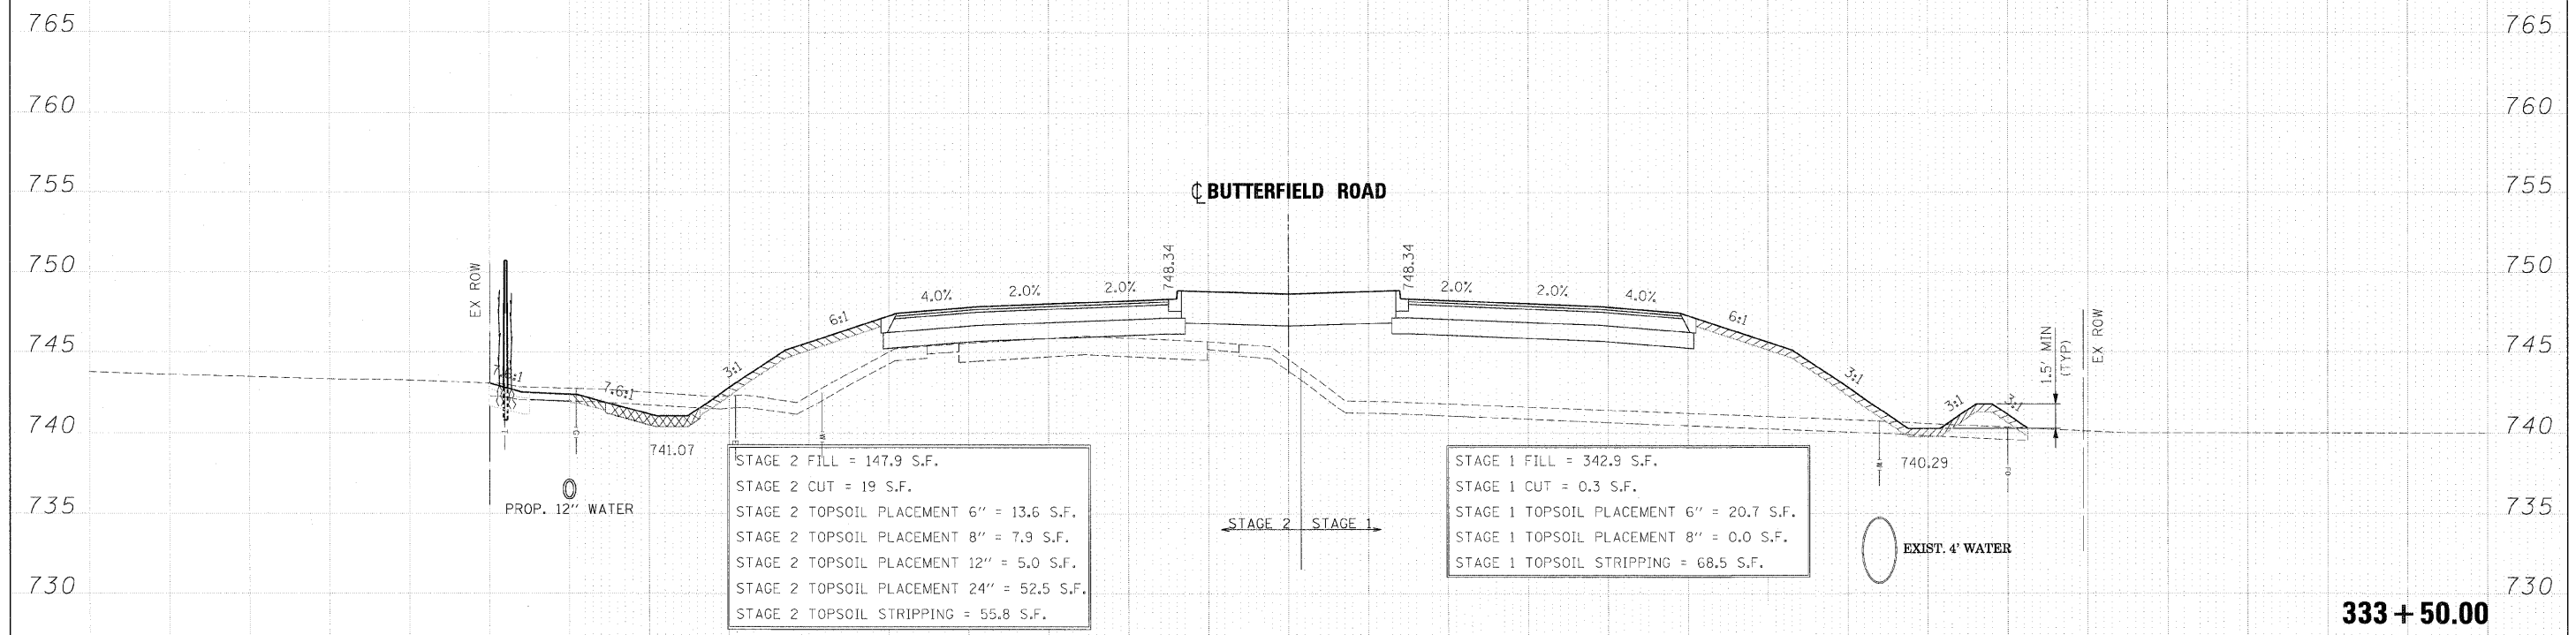 765
765
760
760
755
755
℄ BUTTERFIELD ROAD
750
750
EX ROW
748.34
748.34
4.0%
2.0%
2.0%
2.0%
2.0%
4.0%
6:1
6:1
EX ROW
745
745
1.5' MIN
(TYP)
3:1
3:1
7.6:1
3:1
3:1
740
740
741.07
740.29
STAGE 2 FILL = 147.9 S.F.
STAGE 2 CUT = 19 S.F.
STAGE 2 TOPSOIL PLACEMENT 6" = 13.6 S.F.
STAGE 2 TOPSOIL PLACEMENT 8" = 7.9 S.F.
STAGE 2 TOPSOIL PLACEMENT 12" = 5.0 S.F.
STAGE 2 TOPSOIL PLACEMENT 24" = 52.5 S.F.
STAGE 2 TOPSOIL STRIPPING = 55.8 S.F.
STAGE 1 FILL = 342.9 S.F.
STAGE 1 CUT = 0.3 S.F.
STAGE 1 TOPSOIL PLACEMENT 6" = 20.7 S.F.
STAGE 1 TOPSOIL PLACEMENT 8" = 0.0 S.F.
STAGE 1 TOPSOIL STRIPPING = 68.5 S.F.
735
735
PROP. 12" WATER
STAGE 2
STAGE 1
EXIST. 4' WATER
730
730
333 + 50.00